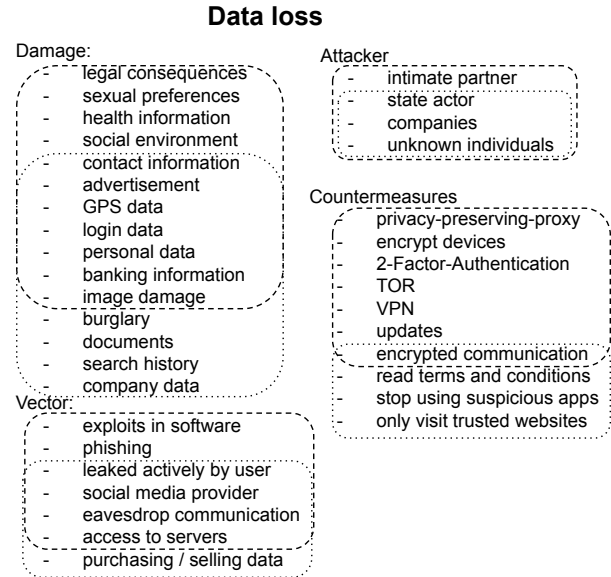 Data loss
Damage:
- legal consequences
- sexual preferences
- health information
- social environment
- contact information
- advertisement
- GPS data
- login data
- personal data
- banking information
- image damage
- burglary
- documents
- search history
- company data
Vector:
- exploits in software
- phishing
- leaked actively by user
- social media provider
- eavesdrop communication
- access to servers
- purchasing / selling data
Attacker
- intimate partner
- state actor
- companies
- unknown individuals
Countermeasures
- privacy-preserving-proxy
- encrypt devices
- 2-Factor-Authentication
- TOR
- VPN
- updates
- encrypted communication
- read terms and conditions
- stop using suspicious apps
- only visit trusted websites